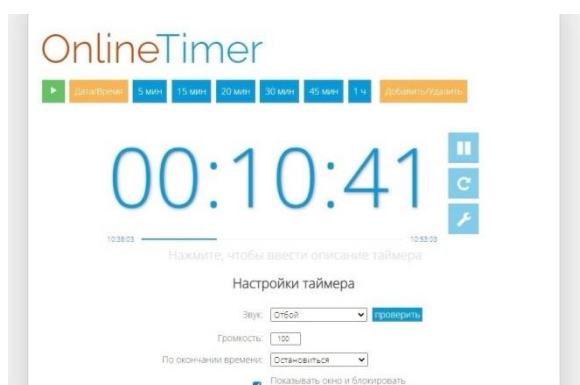 OnlineTimer
Дата/Время 5 мин 15 мин 20 мин 30 мин 45 мин 1 ч Добавить/Удалить
00:10:41
10:38:03 10:53:03
Нажмите, чтобы ввести описание таймера
Настройки таймера
Звук: Отбой проверить
Громкость: 100
По окончании времени: Остановиться
Показывать окно и блокировать